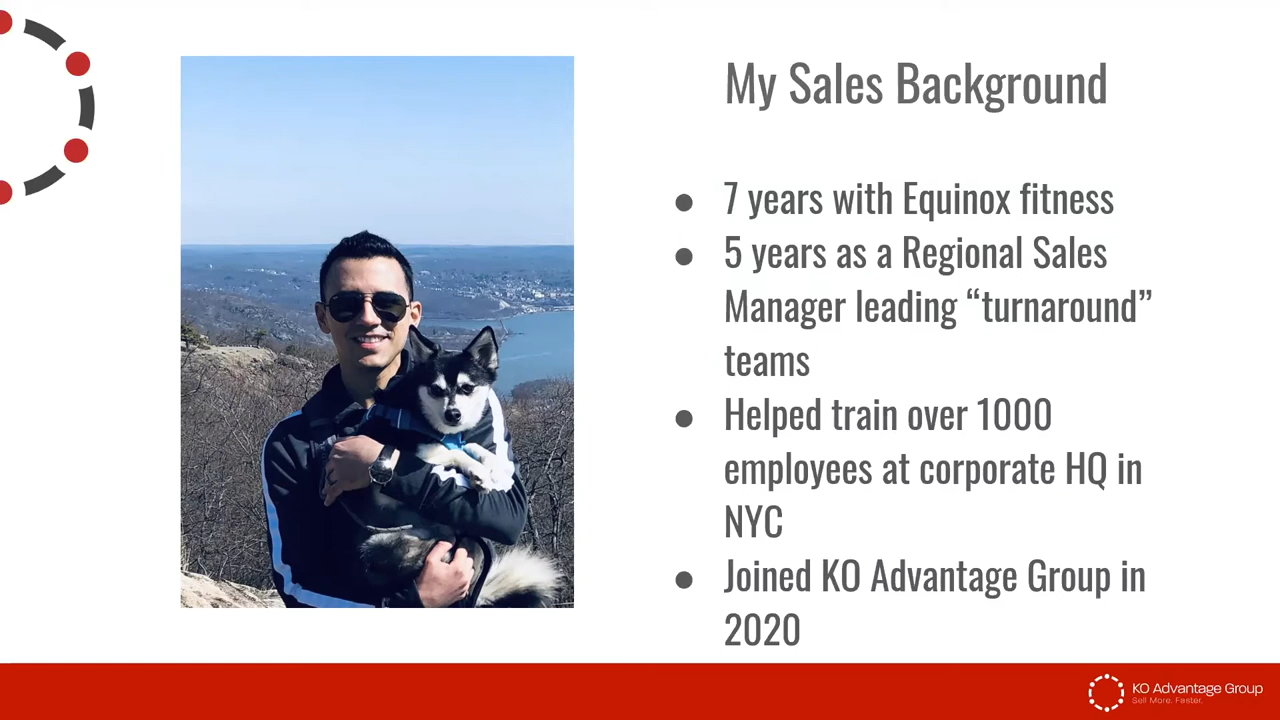 My Sales Background
● 7 years with Equinox fitness
● 5 years as a Regional Sales
Manager leading “turnaround”
teams
● Helped train over 1000
employees at corporate HQ in
NYC
● Joined KO Advantage Group in
2020
KO Advantage Group
Sell More. Faster.